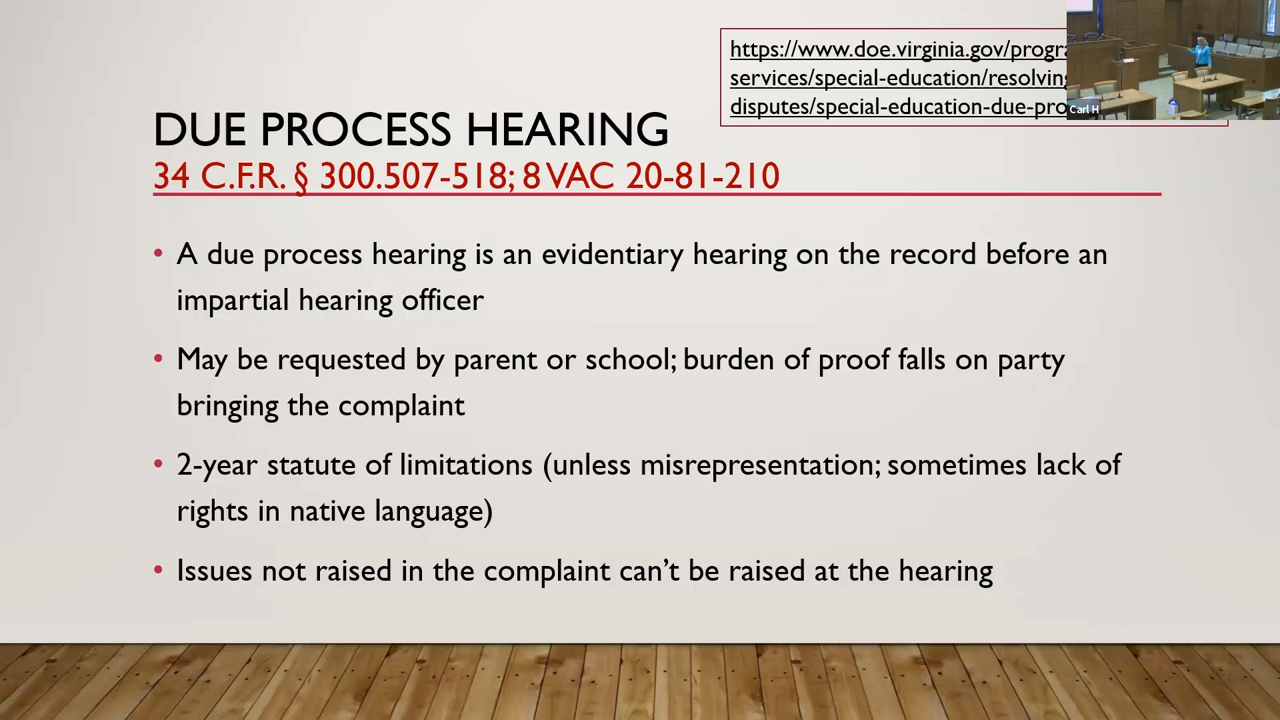 https://www.doe.virginia.gov/progra
services/special-education/resolving
disputes/special-education-due-pro
Carl H
DUE PROCESS HEARING
34 C.F.R. § 300.507-518; 8 VAC 20-81-210
• A due process hearing is an evidentiary hearing on the record before an
impartial hearing officer
• May be requested by parent or school; burden of proof falls on party
bringing the complaint
• 2-year statute of limitations (unless misrepresentation; sometimes lack of
rights in native language)
• Issues not raised in the complaint can’t be raised at the hearing